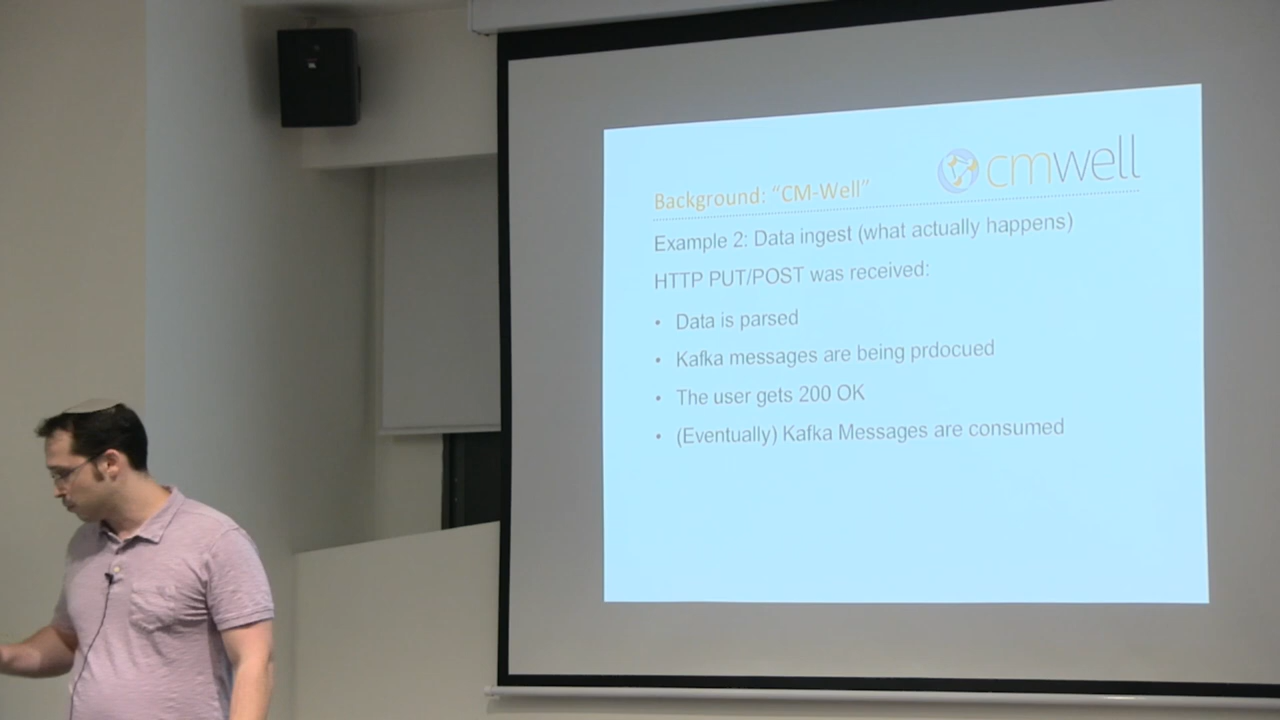 cmwell
Background: “CM-Well”
Example 2: Data ingest (what actually happens)
HTTP PUT/POST was received:
• Data is parsed
• Kafka messages are being prdocued
• The user gets 200 OK
• (Eventually) Kafka Messages are consumed